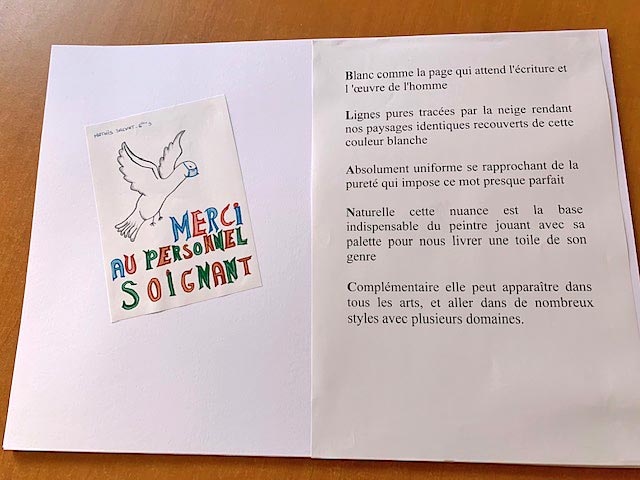 MERCI
AU PERSONNEL
SOIGNANT
Blanc comme la page qui attend l'écriture et
l 'œuvre de l'homme
Lignes pures tracées par la neige rendant
nos paysages identiques recouverts de cette
couleur blanche
Absolument uniforme se rapprochant de la
pureté qui impose ce mot presque parfait
Naturelle cette nuance est la base
indispensable du peintre jouant avec sa
palette pour nous livrer une toile de son
genre
Complémentaire elle peut apparaître dans
tous les arts, et aller dans de nombreux
styles avec plusieurs domaines.